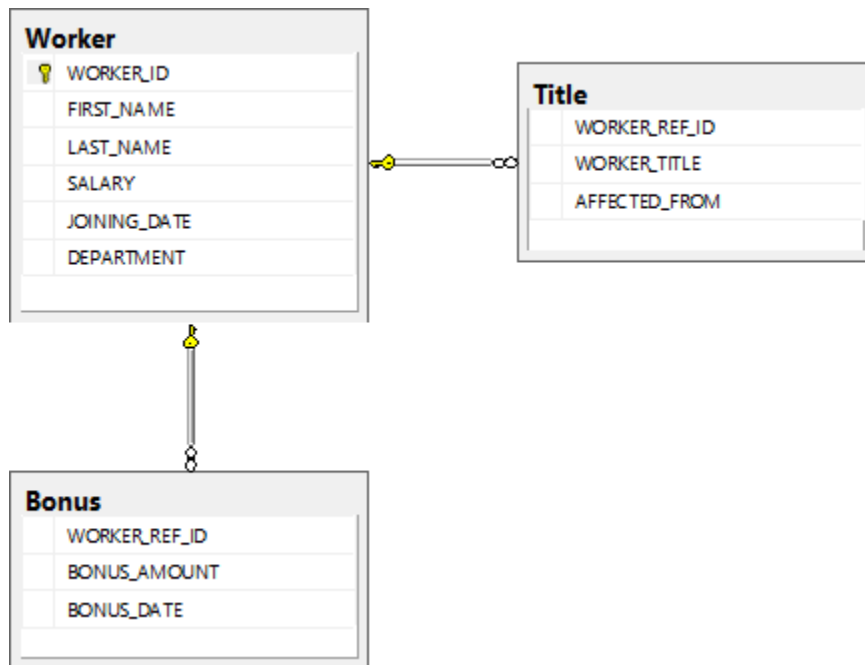 Worker
WORKER_ID
FIRST_NAME
LAST_NAME
SALARY
JOINING_DATE
DEPARTMENT
Title
WORKER_REF_ID
WORKER_TITLE
AFFECTED_FROM
Bonus
WORKER_REF_ID
BONUS_AMOUNT
BONUS_DATE